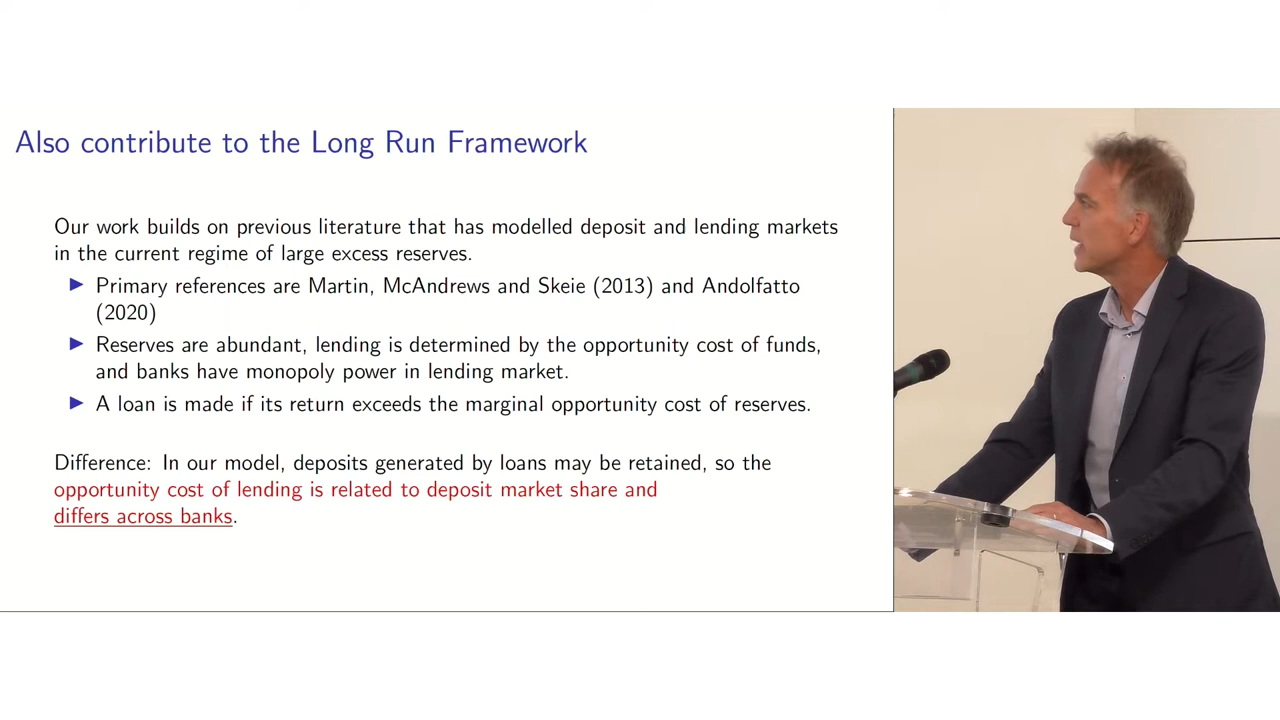 Also contribute to the Long Run Framework
Our work builds on previous literature that has modelled deposit and lending markets
in the current regime of large excess reserves.
Primary references are Martin, McAndrews and Skeie (2013) and Andolfatto
(2020)
Reserves are abundant, lending is determined by the opportunity cost of funds,
and banks have monopoly power in lending market.
A loan is made if its return exceeds the marginal opportunity cost of reserves.
Difference: In our model, deposits generated by loans may be retained, so the
opportunity cost of lending is related to deposit market share and
differs across banks.